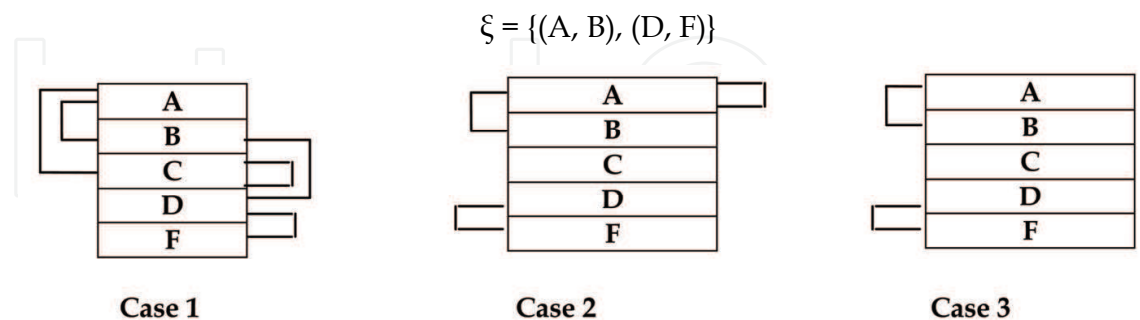 ξ = {(A, B), (D, F)}
A
B
C
D
F
Case 1
A
B
C
D
F
Case 2
A
B
C
D
F
Case 3